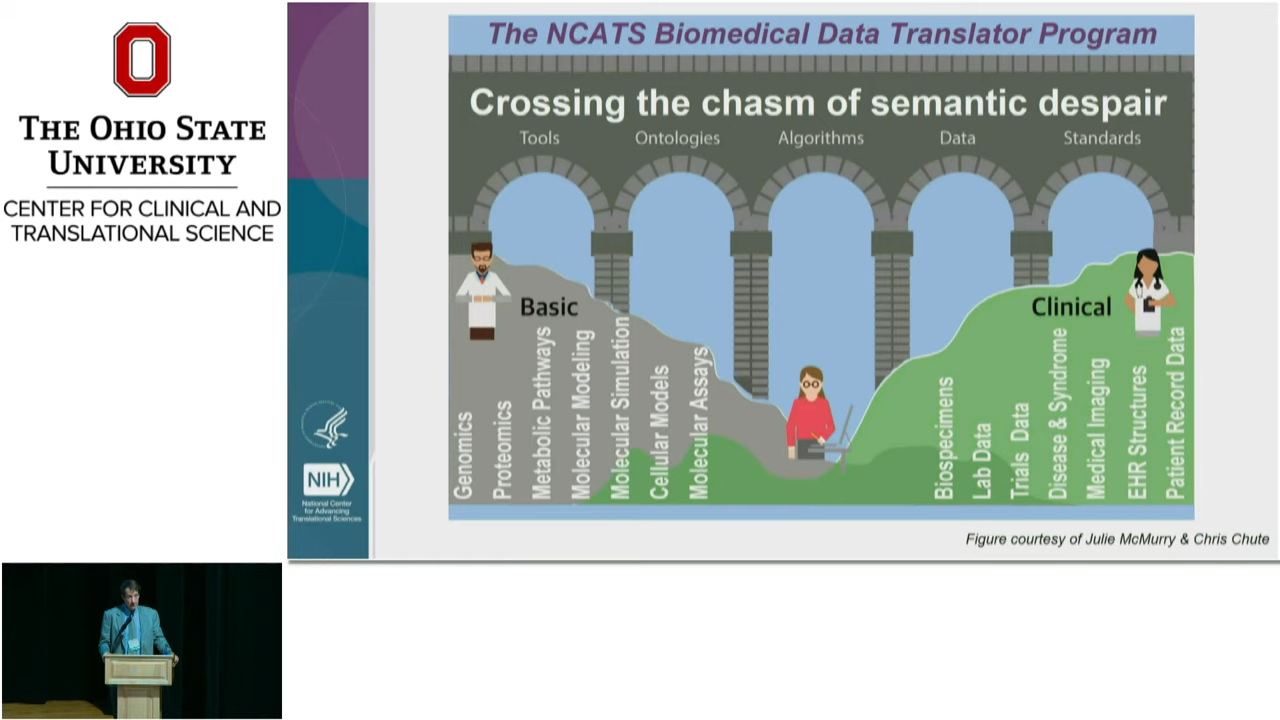 THE OHIO STATE
UNIVERSITY
CENTER FOR CLINICAL AND
TRANSLATIONAL SCIENCE
NIH
National Center
for Advancing
Translational Sciences
The NCATS Biomedical Data Translator Program
Crossing the chasm of semantic despair
Tools
Ontologies
Algorithms
Data
Standards
Basic
Clinical
Genomics
Proteomics
Metabolic Pathways
Molecular Modeling
Molecular Simulation
Cellular Models
Molecular Assays
Biospecimens
Lab Data
Trials Data
Disease & Syndrome
Medical Imaging
EHR Structures
Patient Record Data
Figure courtesy of Julie McMurry & Chris Chute